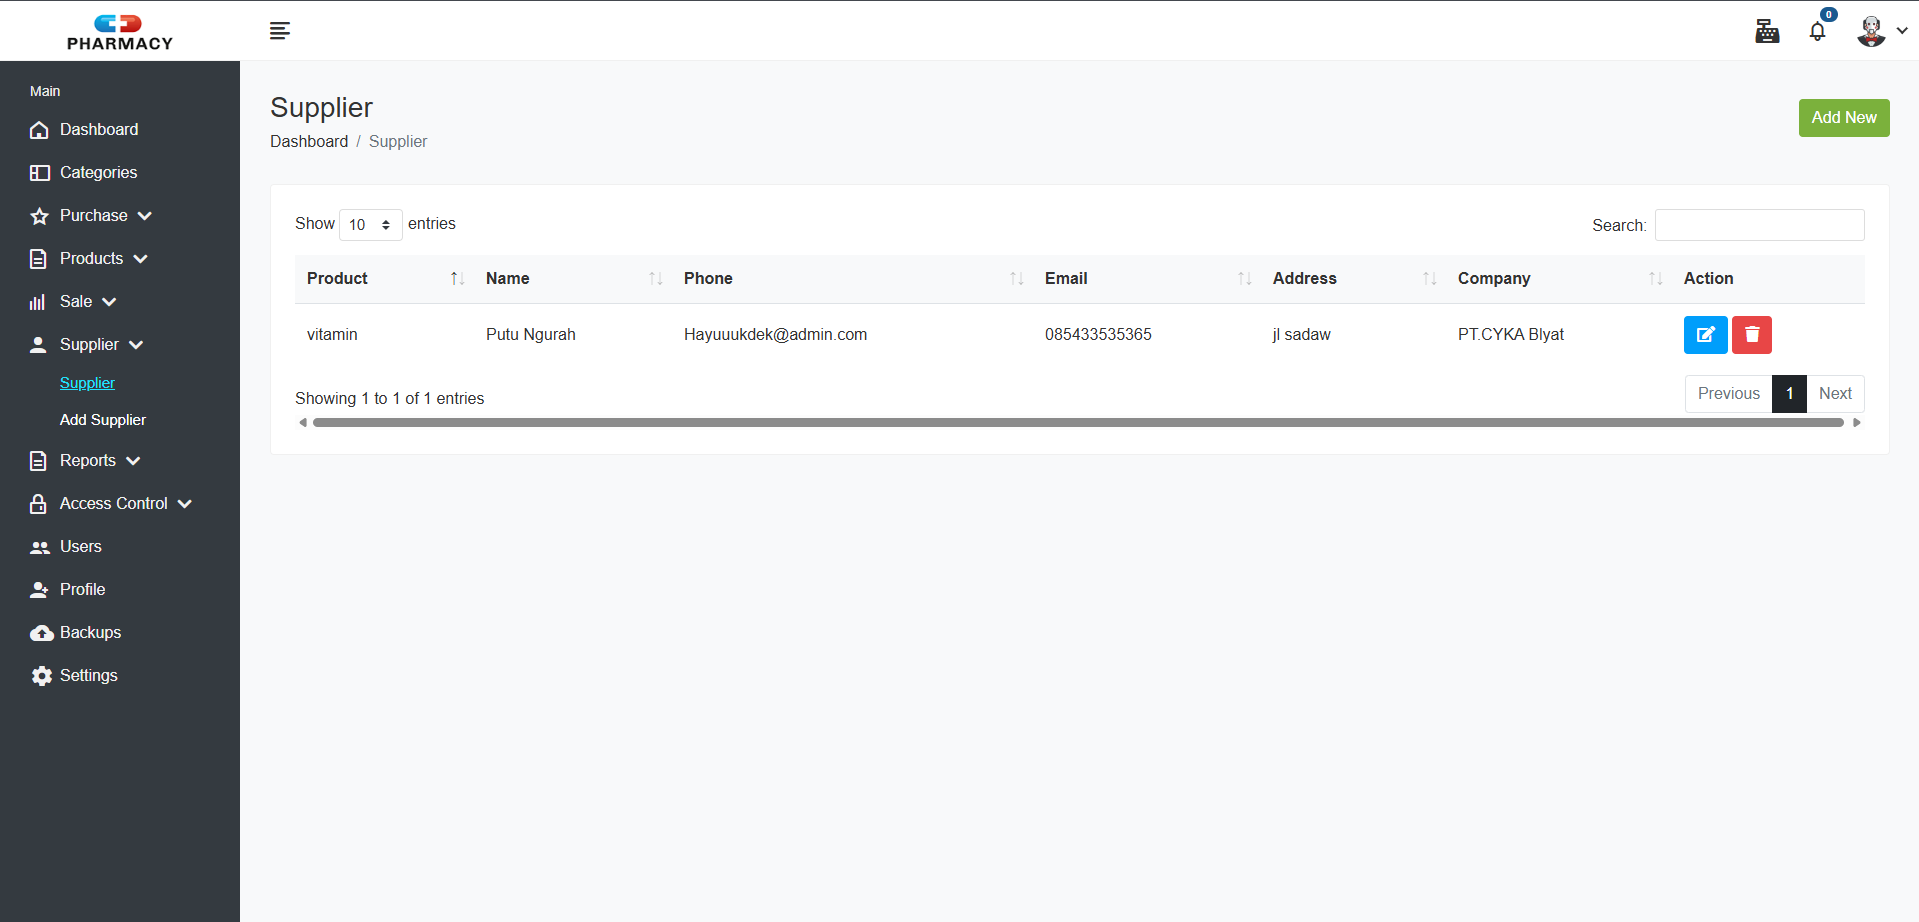 PHARMACY
0
Main
Dashboard
Categories
Purchase
Products
Sale
Supplier
Supplier
Add Supplier
Reports
Access Control
Users
Profile
Backups
Settings
Supplier
Dashboard / Supplier
Add New
Show 10 entries
Search:
Product Name Phone Email Address Company Action
vitamin Putu Ngurah Hayuuukdek@admin.com 085433535365 jl sadaw PT.CYKA Blyat
Showing 1 to 1 of 1 entries
Previous 1 Next